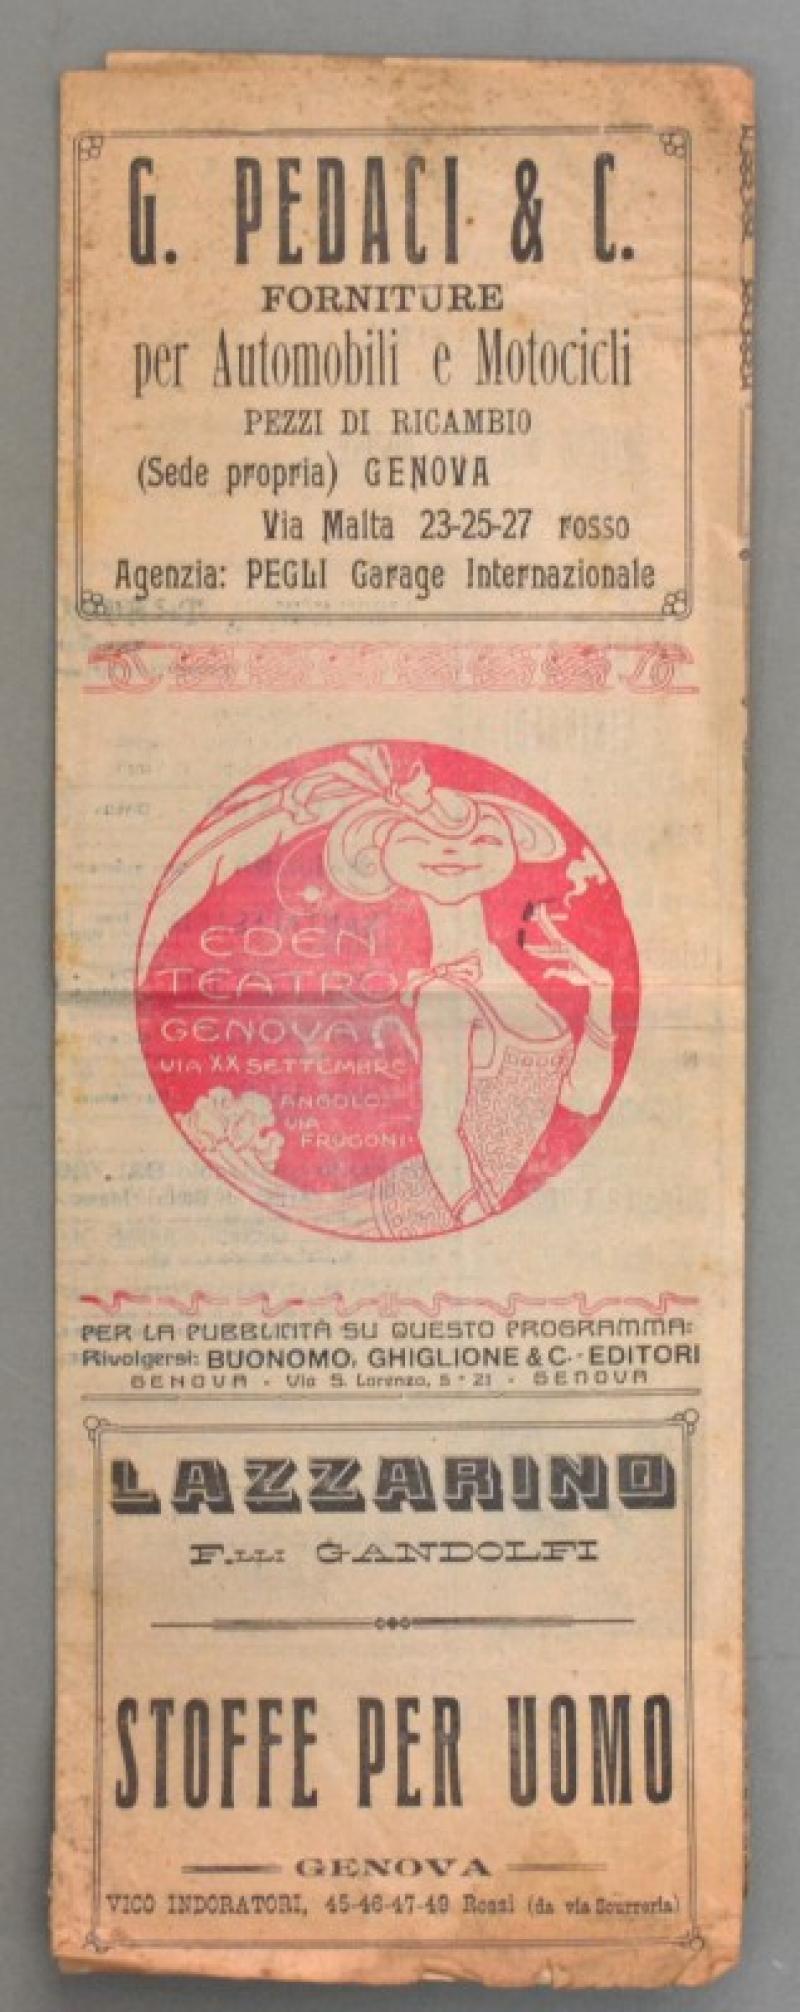 G. PEDACI & C.
FORNITURE
per Automobili e Motocicli
PEZZI DI RICAMBIO
(Sede propria) GENOVA
Via Malta 23-25-27 rosso
Agenzia: PEGLI Garage Internazionale
EDEN
TEATRO
GENOVA
VIA XX SETTEMBRE
ANGOLO
VIA
FRUGONI
PER LA PUBBLICITÀ SU QUESTO PROGRAMMA:
Rivolgersi: BUONOMO, GHIGLIONE & C. - EDITORI
GENOVA - Via S. Lorenzo, 5 - 21 - GENOVA
LAZZARINO
F.LLI GANDOLFI
STOFFE PER UOMO
GENOVA
VICO INDORATORI, 45-46-47-49 Rossi (da via Scurreria)